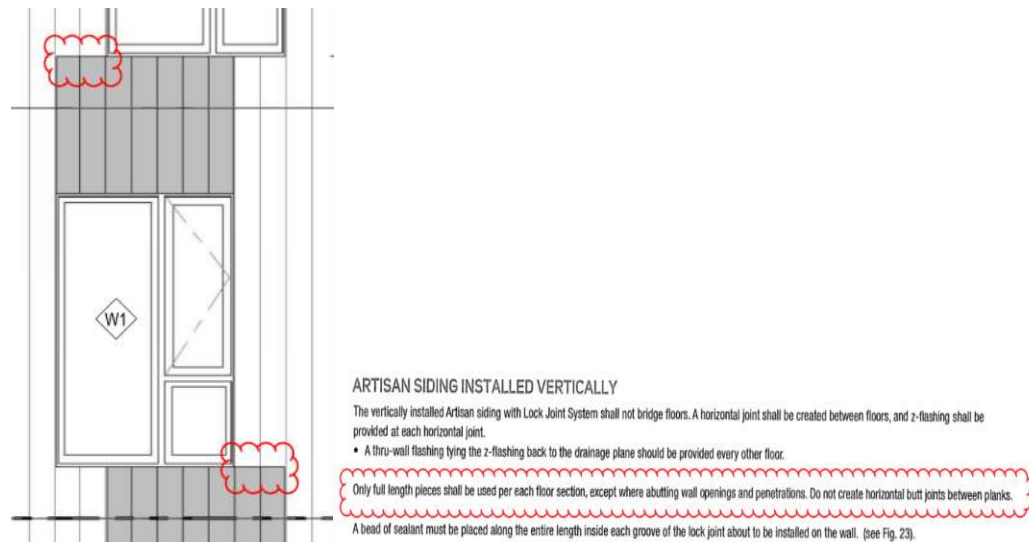 W1
ARTISAN SIDING INSTALLED VERTICALLY
The vertically installed Artisan siding with Lock Joint System shall not bridge floors. A horizontal joint shall be created between floors, and z-flashing shall be
provided at each horizontal joint.
• A thru-wall flashing tying the z-flashing back to the drainage plane should be provided every other floor.
Only full length pieces shall be used per each floor section, except where abutting wall openings and penetrations. Do not create horizontal butt joints between planks.
A bead of sealant must be placed along the entire length inside each groove of the lock joint about to be installed on the wall. (see Fig. 23).